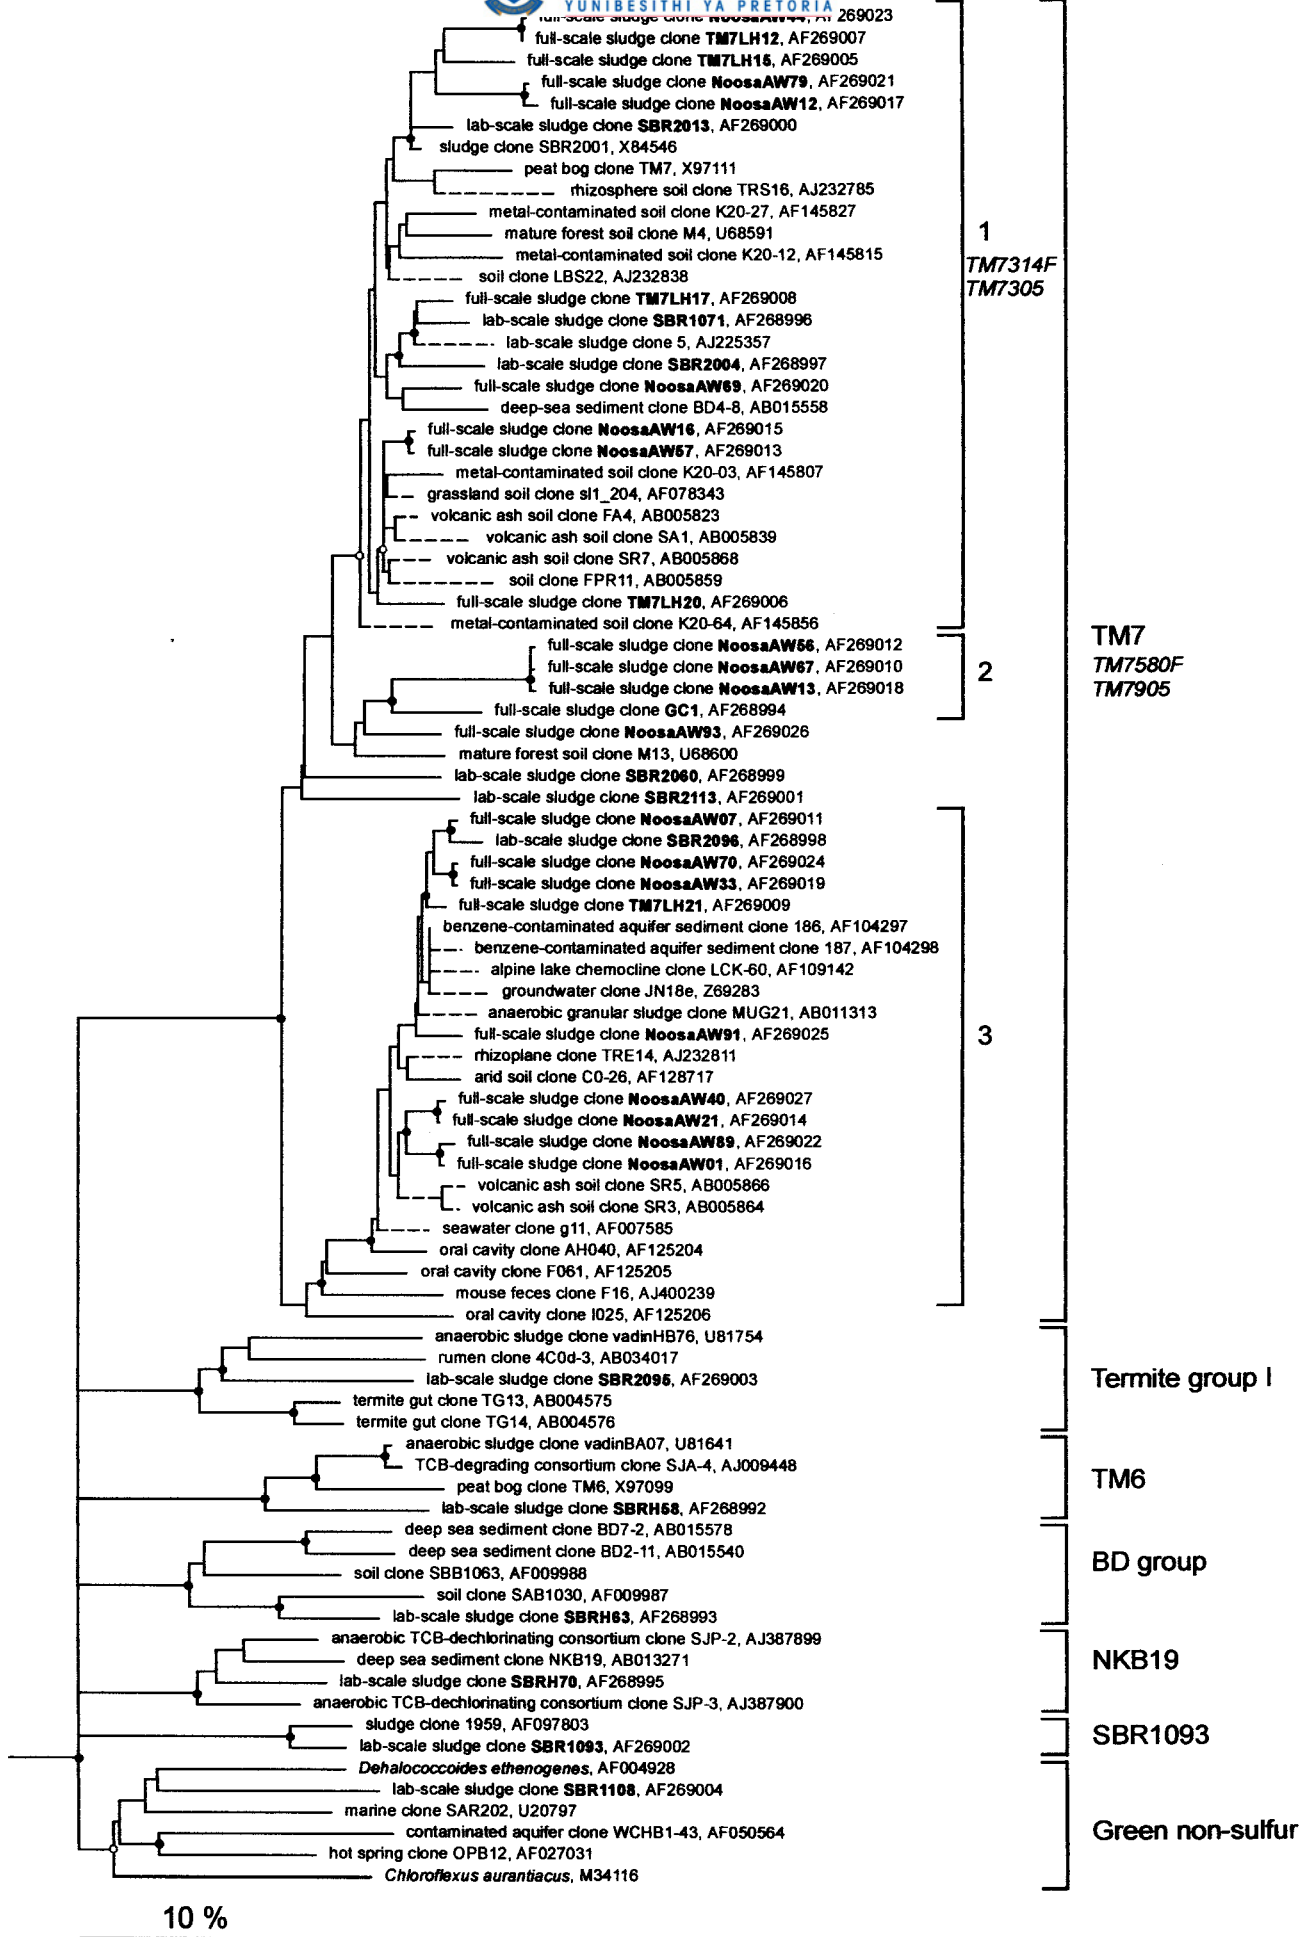 YUNIBESITHI YA PRETORIA
full-scale sludge clone NoosaAW44, AF269023
full-scale sludge clone TM7LH12, AF269007
full-scale sludge clone TM7LH15, AF269005
full-scale sludge clone NoosaAW79, AF269021
full-scale sludge clone NoosaAW12, AF269017
lab-scale sludge clone SBR2013, AF269000
sludge clone SBR2001, X84546
peat bog clone TM7, X97111
rhizosphere soil clone TRS16, AJ232785
metal-contaminated soil clone K20-27, AF145827
mature forest soil clone M4, U68591
1
metal-contaminated soil clone K20-12, AF145815
TM7314F
soil clone LBS22, AJ232838
TM7305
full-scale sludge clone TM7LH17, AF269008
lab-scale sludge clone SBR1071, AF268996
lab-scale sludge clone 5, AJ225357
lab-scale sludge clone SBR2004, AF268997
full-scale sludge clone NoosaAW69, AF269020
deep-sea sediment clone BD4-8, AB015558
full-scale sludge clone NoosaAW16, AF269015
full-scale sludge clone NoosaAW57, AF269013
metal-contaminated soil clone K20-03, AF145807
grassland soil clone sl1_204, AF078343
volcanic ash soil clone FA4, AB005823
volcanic ash soil clone SA1, AB005839
volcanic ash soil clone SR7, AB005868
soil clone FPR11, AB005859
full-scale sludge clone TM7LH20, AF269006
metal-contaminated soil clone K20-64, AF145856
TM7
full-scale sludge clone NoosaAW56, AF269012
full-scale sludge clone NoosaAW67, AF269010
2
TM7580F
full-scale sludge clone NoosaAW13, AF269018
TM7905
full-scale sludge clone GC1, AF268994
full-scale sludge clone NoosaAW93, AF269026
mature forest soil clone M13, U68600
lab-scale sludge clone SBR2060, AF268999
lab-scale sludge clone SBR2113, AF269001
full-scale sludge clone NoosaAW07, AF269011
lab-scale sludge clone SBR2096, AF268998
full-scale sludge clone NoosaAW70, AF269024
full-scale sludge clone NoosaAW33, AF269019
full-scale sludge clone TM7LH21, AF269009
benzene-contaminated aquifer sediment clone 186, AF104297
benzene-contaminated aquifer sediment clone 187, AF104298
alpine lake chemocline clone LCK-60, AF109142
groundwater clone JN18e, Z69283
anaerobic granular sludge clone MUG21, AB011313
full-scale sludge clone NoosaAW91, AF269025
3
rhizoplane clone TRE14, AJ232811
arid soil clone C0-26, AF128717
full-scale sludge clone NoosaAW40, AF269027
full-scale sludge clone NoosaAW21, AF269014
full-scale sludge clone NoosaAW89, AF269022
full-scale sludge clone NoosaAW01, AF269016
volcanic ash soil clone SR5, AB005866
volcanic ash soil clone SR3, AB005864
seawater clone g11, AF007585
oral cavity clone AH040, AF125204
oral cavity clone F061, AF125205
mouse feces clone F16, AJ400239
oral cavity clone I025, AF125206
anaerobic sludge clone vadinHB76, U81754
rumen clone 4C0d-3, AB034017
lab-scale sludge clone SBR2095, AF269003
Termite group I
termite gut clone TG13, AB004575
termite gut clone TG14, AB004576
anaerobic sludge clone vadinBA07, U81641
TCB-degrading consortium clone SJA-4, AJ009448
TM6
peat bog clone TM6, X97099
lab-scale sludge clone SBRH58, AF268992
deep sea sediment clone BD7-2, AB015578
deep sea sediment clone BD2-11, AB015540
BD group
soil clone SBB1063, AF009988
soil clone SAB1030, AF009987
lab-scale sludge clone SBRH63, AF268993
anaerobic TCB-dechlorinating consortium clone SJP-2, AJ387899
deep sea sediment clone NKB19, AB013271
NKB19
lab-scale sludge clone SBRH70, AF268995
anaerobic TCB-dechlorinating consortium clone SJP-3, AJ387900
sludge clone 1959, AF097803
SBR1093
lab-scale sludge clone SBR1093, AF269002
Dehalococcoides ethenogenes, AF004928
lab-scale sludge clone SBR1108, AF269004
marine clone SAR202, U20797
contaminated aquifer clone WCHB1-43, AF050564
Green non-sulfur
hot spring clone OPB12, AF027031
Chloroflexus aurantiacus, M34116
10 %